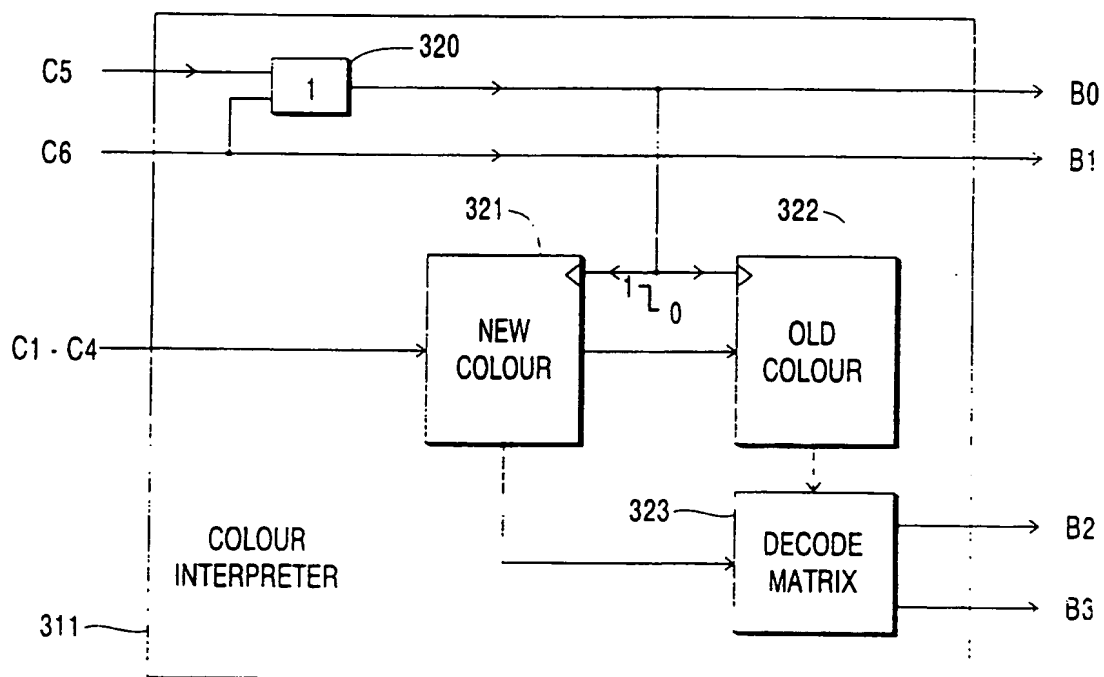 320
C5
1
B0
C6
B1
321
322
1
0
NEW
COLOUR
OLD
COLOUR
C1 - C4
323
DECODE
MATRIX
B2
B3
COLOUR
INTERPRETER
311